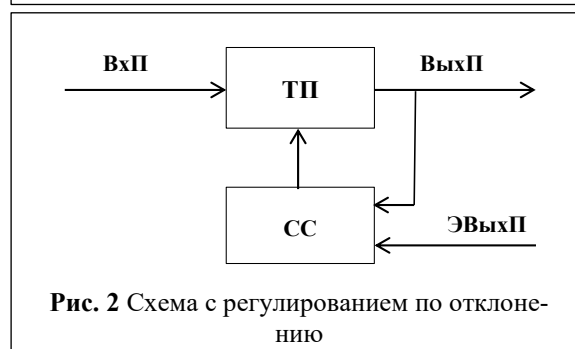 ВхП
ВыхП
ТП
СС
ЭВыхП
Рис. 2 Схема с регулированием по отклоне-
нию